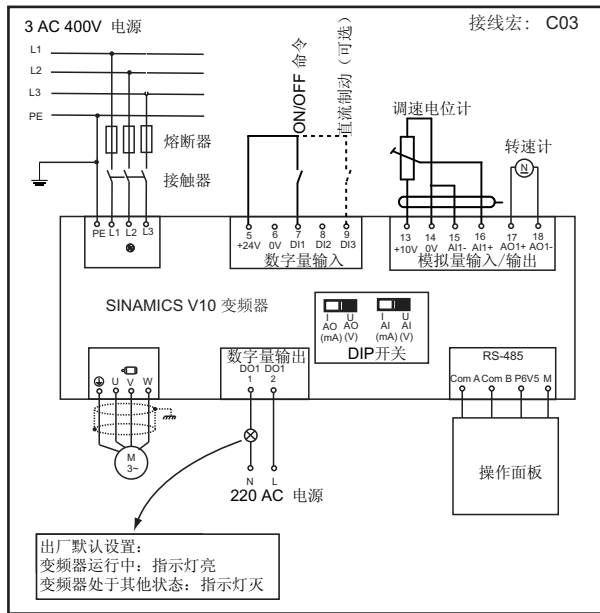 3 AC 400V 电源
接线宏： C03
L1
L2
L3
PE
熔断器
接触器
ON/OFF 命令
直流制动（可选）
调速电位计
转速计
N
PE L1 L2 L3
5 6 7 8 9
+24V 0V DI1 DI2 DI3
数字量输入
13 14 15 16 17 18
+10V 0V AI1- AI1+ AO1+ AO1-
模拟量输入/输出
SINAMICS V10 变频器
I U I U
AO AO AI AI
(mA) (V) (mA) (V)
DIP开关
U V W
数字量输出
DO1 DO1
1 2
RS-485
Com A Com B P6V5 M
M
3~
N L
220 AC 电源
操作面板
出厂默认设置：
变频器运行中：指示灯亮
变频器处于其他状态：指示灯灭